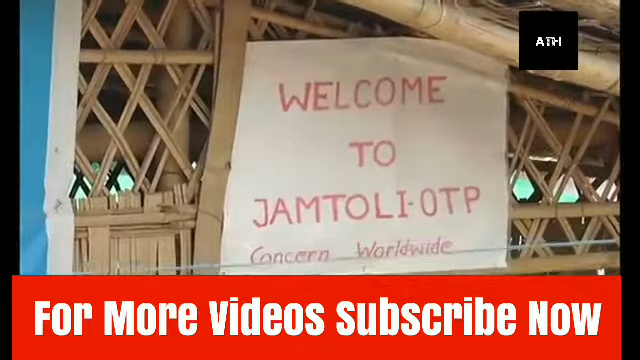 ATH
WELCOME
TO
JAMTOLI-OTP
Concern Worldwide
For More Videos Subscribe Now